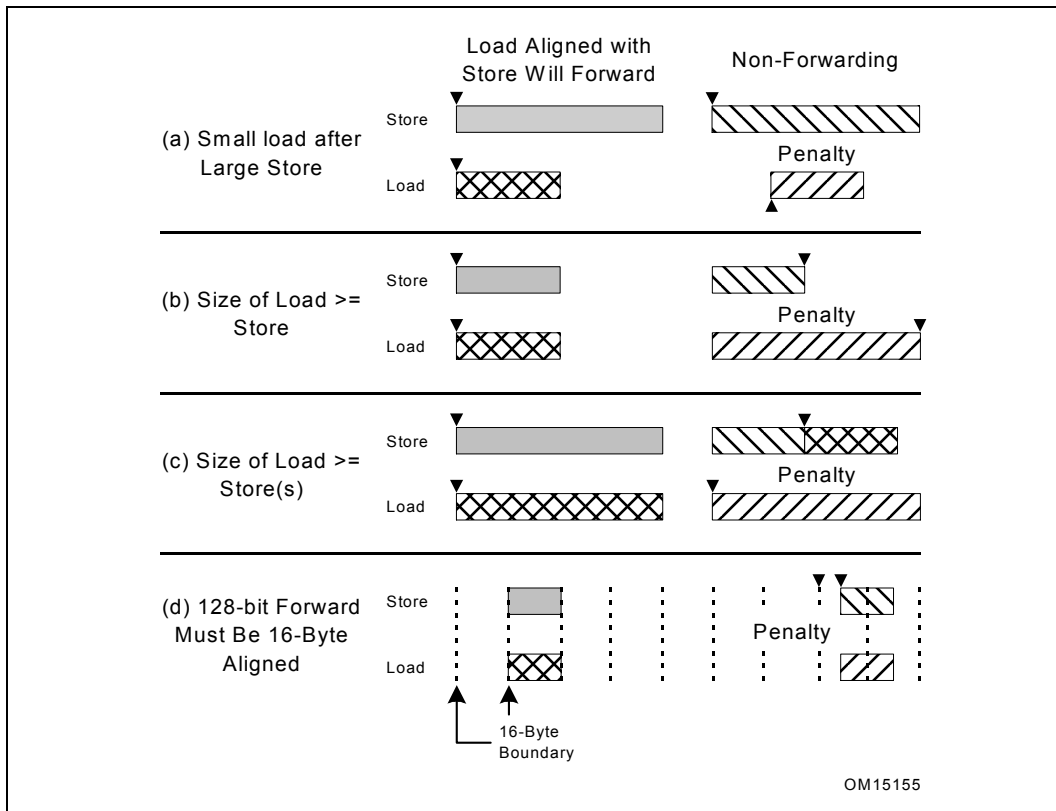 Load Aligned with
Store Will Forward
Non-Forwarding
(a) Small load after
Large Store
Store
Load
Penalty
(b) Size of Load >=
Store
Store
Load
Penalty
(c) Size of Load >=
Store(s)
Store
Load
Penalty
(d) 128-bit Forward
Must Be 16-Byte
Aligned
Store
Load
Penalty
16-Byte
Boundary
OM15155